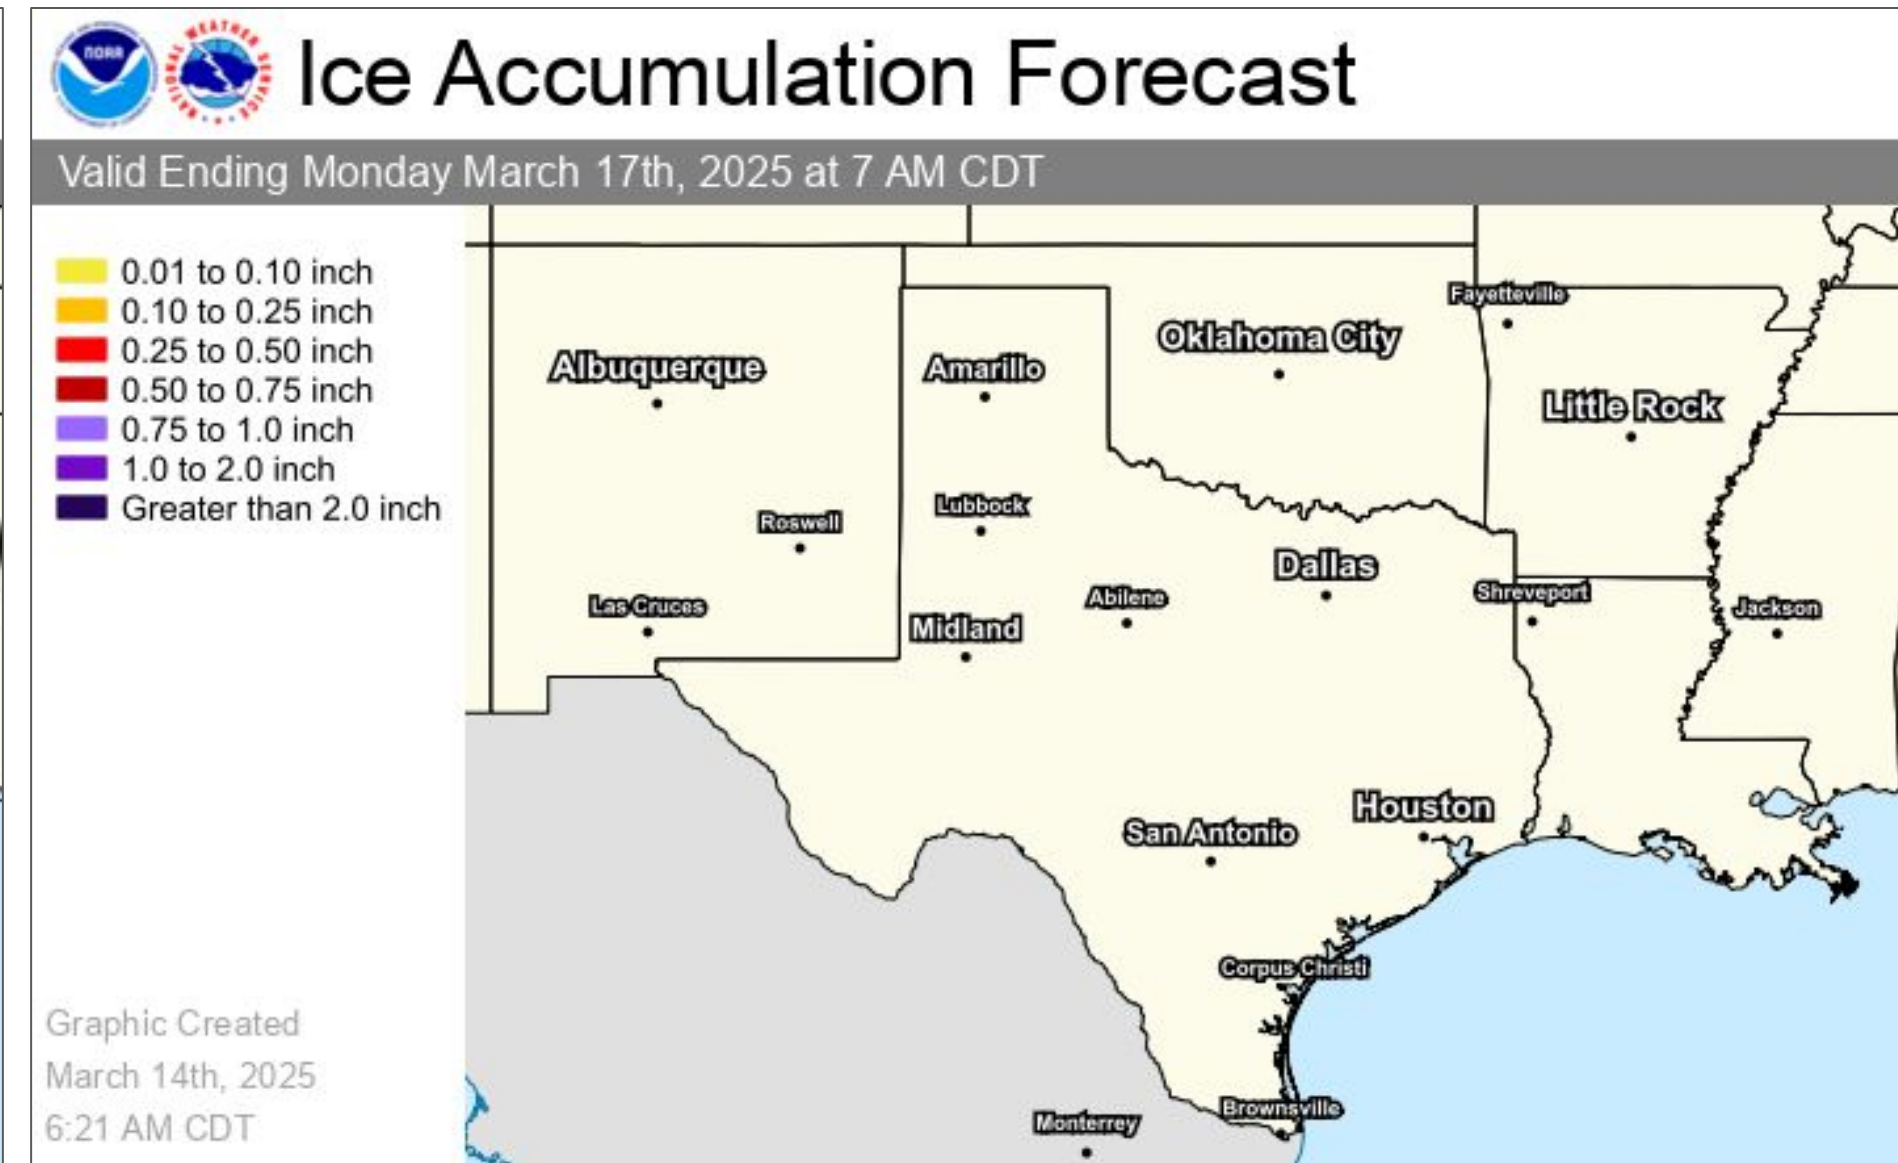 NOAA
NATIONAL WEATHER SERVICE
Ice Accumulation Forecast
Valid Ending Monday March 17th, 2025 at 7 AM CDT
0.01 to 0.10 inch
0.10 to 0.25 inch
0.25 to 0.50 inch
0.50 to 0.75 inch
0.75 to 1.0 inch
1.0 to 2.0 inch
Greater than 2.0 inch
Fayetteville
Oklahoma City
Albuquerque
Amarillo
Little Rock
Lubbock
Roswell
Dallas
Shreveport
Abilene
Las Cruces
Jackson
Midland
Houston
San Antonio
Corpus Christi
Brownsville
Monterrey
Graphic Created
March 14th, 2025
6:21 AM CDT